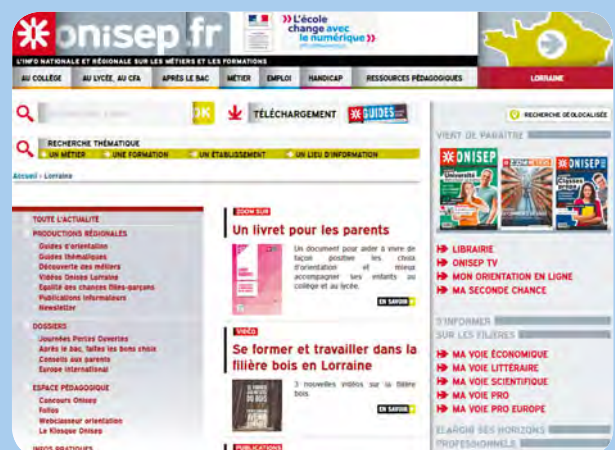 onisep.fr
L'école
change avec
le numérique
L'INFO NATIONALE ET RÉGIONALE SUR LES MÉTIERS ET LES FORMATIONS
AU COLLÈGE AU LYCÉE, AU CFA APRÈS LE BAC MÉTIER EMPLOI HANDICAP RESSOURCES PÉDAGOGIQUES LORRAINE
OK TÉLÉCHARGEMENT GUIDES RECHERCHE GÉOLOCALISÉE
RECHERCHE THÉMATIQUE
UN MÉTIER UNE FORMATION UN ÉTABLISSEMENT UN LIEU D'INFORMATION
Accueil › Lorraine
TOUTE L'ACTUALITÉ
PRODUCTIONS RÉGIONALES
Guides d'orientation
Guides thématiques
Découverte des métiers
Vidéos Onisep Lorraine
Egalité des chances filles-garçons
Publications informateurs
Newsletter
DOSSIERS
Journées Portes Ouvertes
Après le bac, faites les bons choix
Conseils aux parents
Europe international
ESPACE PÉDAGOGIQUE
Concours Onisep
Folios
Webclasseur orientation
Le Kiosque Onisep
INFOS PRATIQUES
ZOOM SUR
Un livret pour les parents
Un document pour aider à vivre de
façon positive les choix
d'orientation et mieux
accompagner ses enfants au
collège et au lycée.
EN SAVOIR +
VIDÉO
Se former et travailler dans la
filière bois en Lorraine
3 nouvelles vidéos sur la filière
bois
EN SAVOIR +
PUBLICATIONS
VIENT DE PARAÎTRE
ONISEP
ONISEP
LIBRAIRIE
ONISEP TV
MON ORIENTATION EN LIGNE
MA SECONDE CHANCE
S'INFORMER
SUR LES FILIÈRES
MA VOIE ÉCONOMIQUE
MA VOIE LITTÉRAIRE
MA VOIE SCIENTIFIQUE
MA VOIE PRO
MA VOIE PRO EUROPE
ELARGIR SES HORIZONS
PROFESSIONNELS